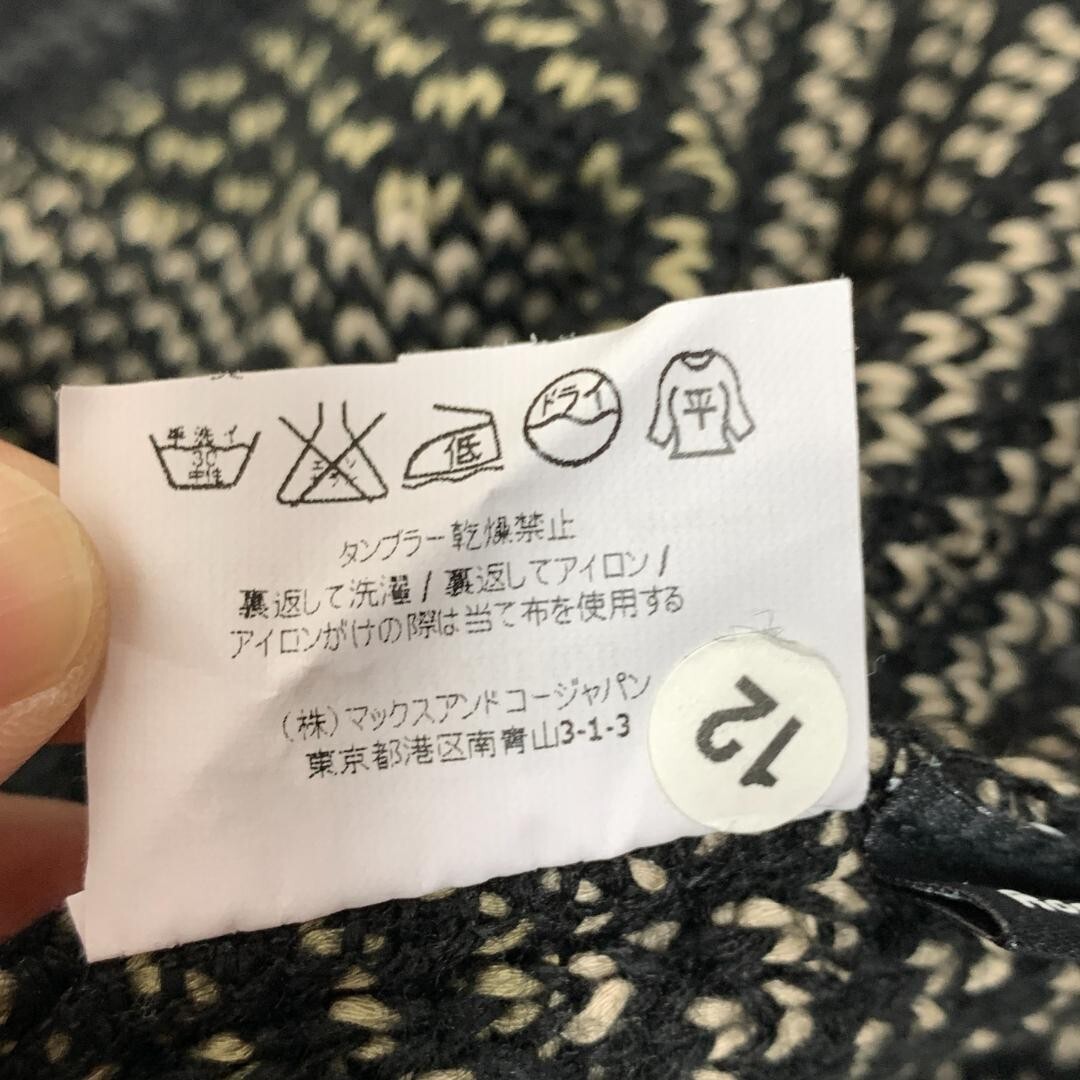 手洗イ
30
中性
エンソ
低
ドライ
平
タンブラー乾燥禁止
裏返して洗濯 / 裏返してアイロン /
アイロンがけの際は当て布を使用する
(株)マックスアンドコージャパン
東京都港区南青山3-1-3
12